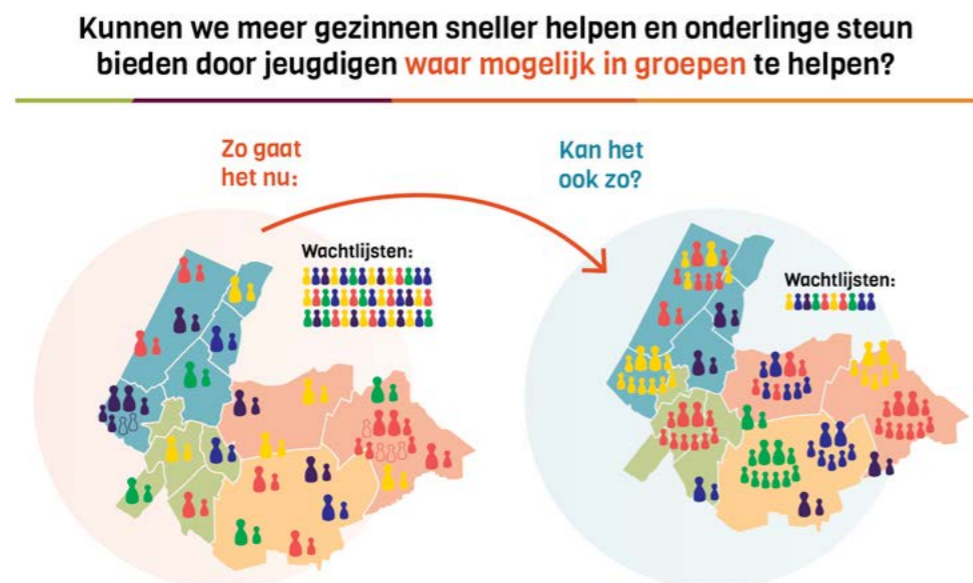 Kunnen we meer gezinnen sneller helpen en onderlinge steun
bieden door jeugdigen waar mogelijk in groepen te helpen?
Zo gaat
het nu:
Kan het
ook zo?
Wachtlijsten:
Wachtlijsten: